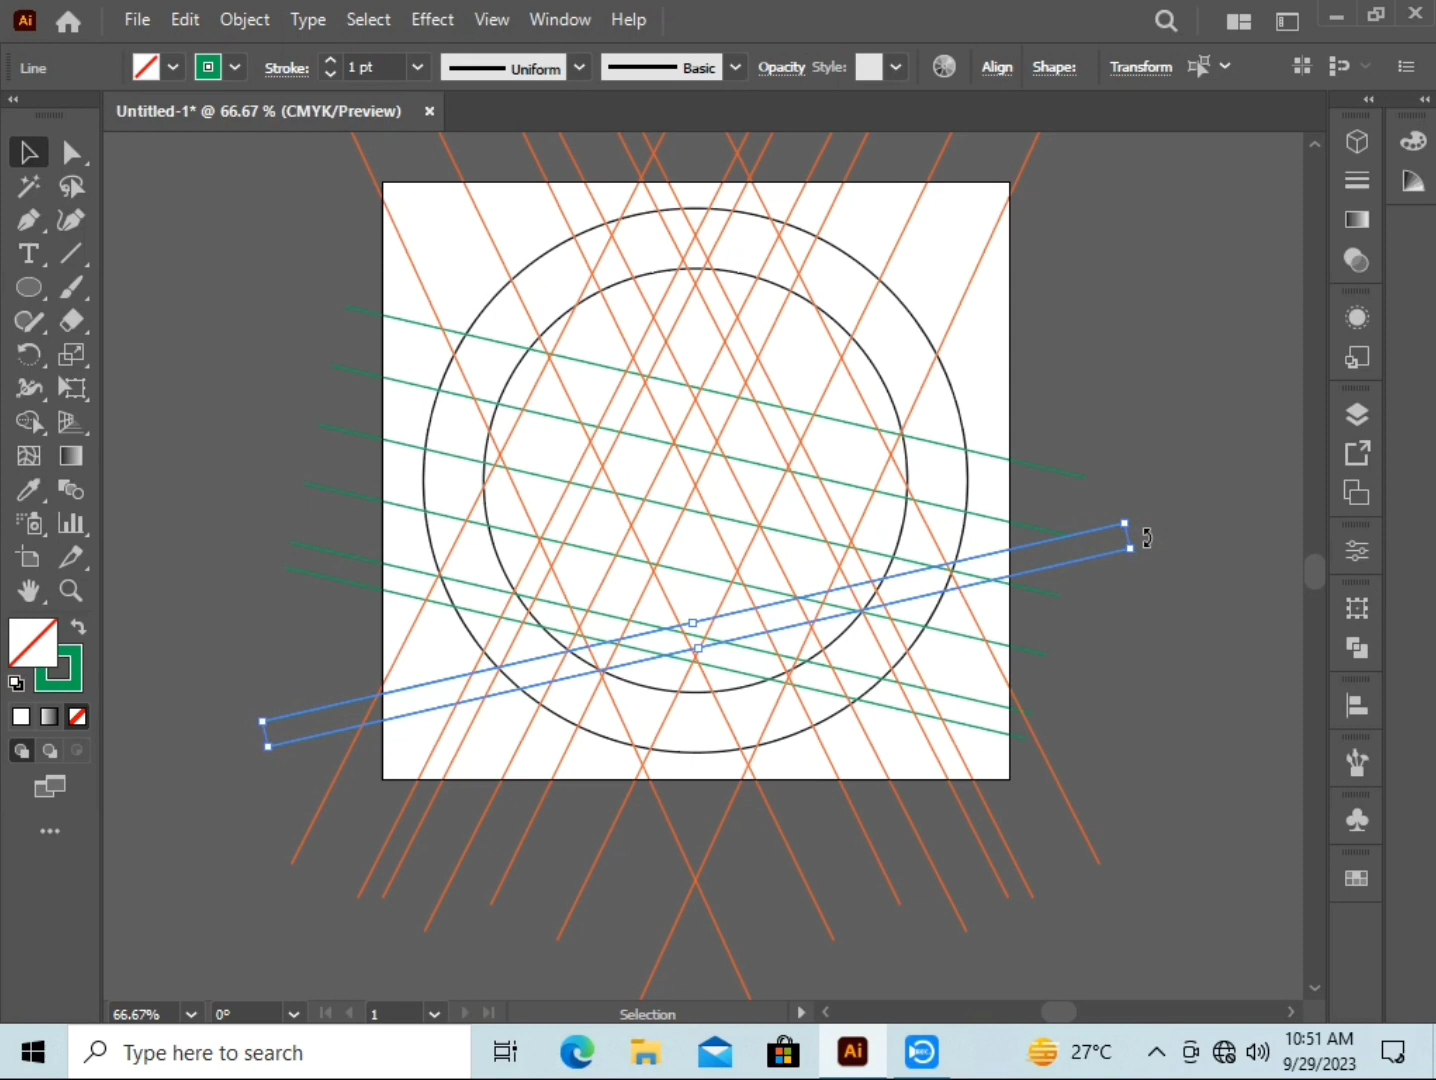 Ai File Edit Object Type Select Effect View Window Help
Line Stroke: 1 pt Uniform Basic Opacity Style: Align Shape: Transform
Untitled-1* @ 66.67 % (CMYK/Preview) ×
T
66.67% 0° 1 Selection
Type here to search Ai REC 27°C 10:51 AM
9/29/2023